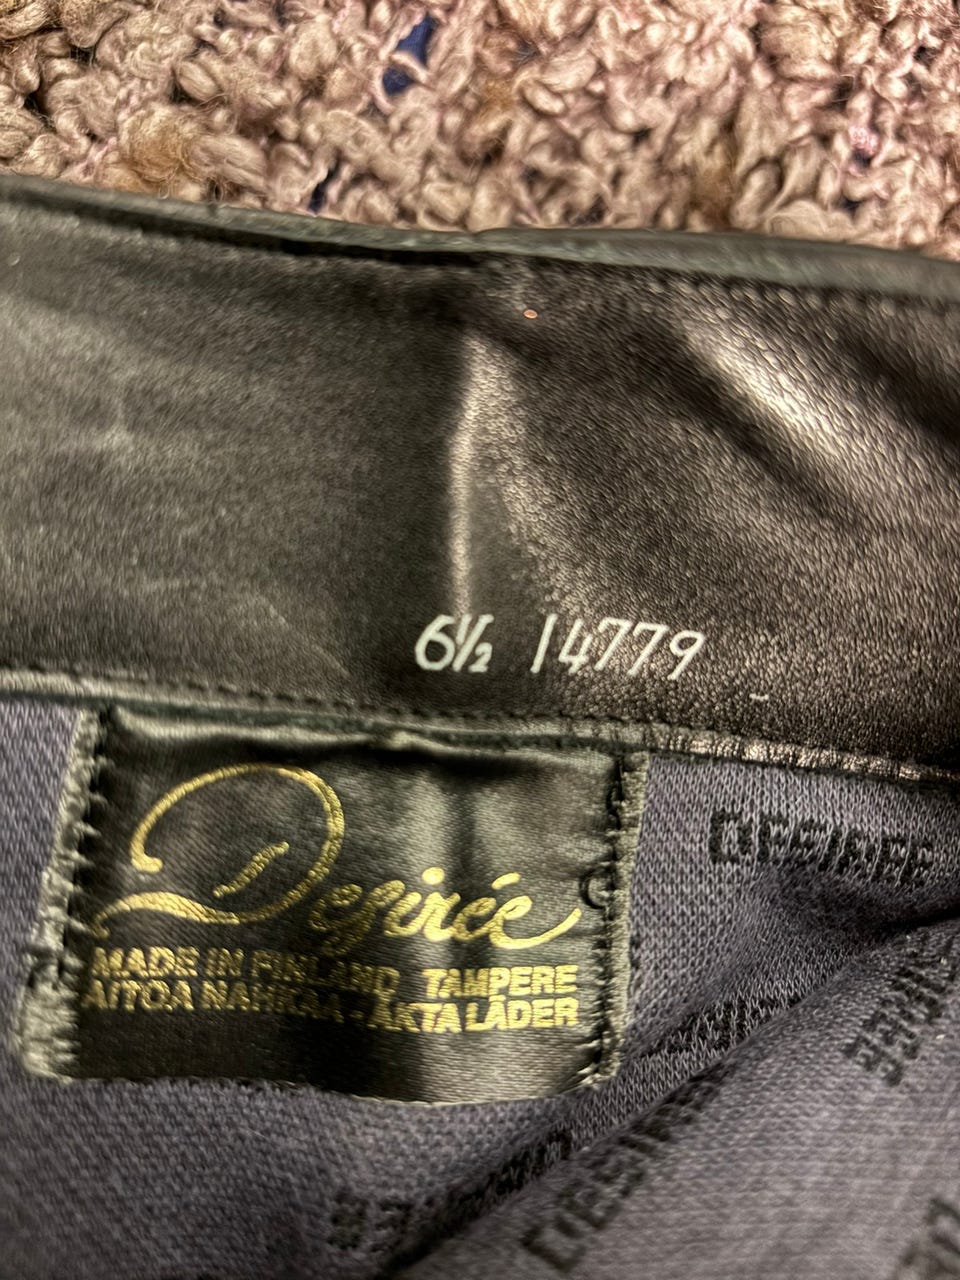 6½ 14779
Desirée
MADE IN FINLAND TAMPERE
AITOA NAHKAA - ÄKTA LÄDER
DESIREE